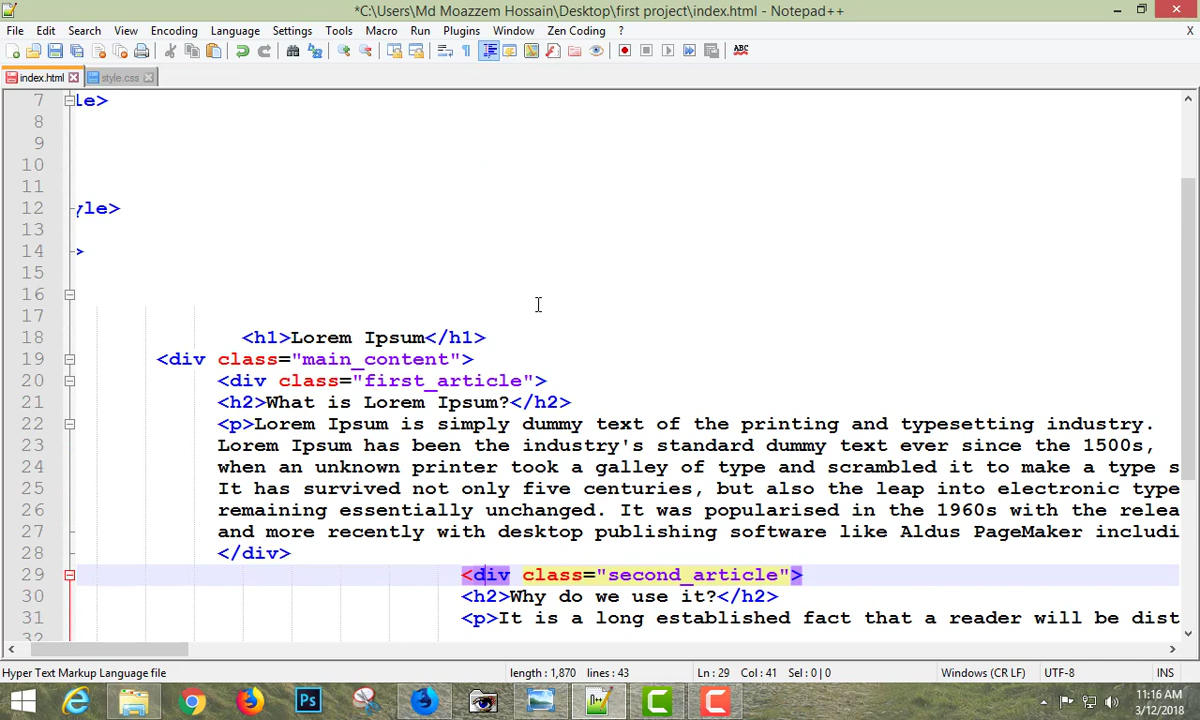 *C:\Users\Md Moazzem Hossain\Desktop\first project\index.html - Notepad++
File Edit Search View Encoding Language Settings Tools Macro Run Plugins Window Zen Coding ? X
ABC
index.html style.css
7 le>
8
9
10
11
12 yle>
13
14 >
15
16
17
18 <h1>Lorem Ipsum</h1>
19 <div class="main_content">
20 <div class="first_article">
21 <h2>What is Lorem Ipsum?</h2>
22 <p>Lorem Ipsum is simply dummy text of the printing and typesetting industry.
23 Lorem Ipsum has been the industry's standard dummy text ever since the 1500s,
24 when an unknown printer took a galley of type and scrambled it to make a type s
25 It has survived not only five centuries, but also the leap into electronic type
26 remaining essentially unchanged. It was popularised in the 1960s with the relea
27 and more recently with desktop publishing software like Aldus PageMaker includi
28 </div>
29 <div class="second_article">
30 <h2>Why do we use it?</h2>
31 <p>It is a long established fact that a reader will be dist
32
Hyper Text Markup Language file length : 1,870 lines : 43 Ln : 29 Col : 41 Sel : 0 | 0 Windows (CR LF) UTF-8 INS
Ps
11:16 AM
3/12/2018